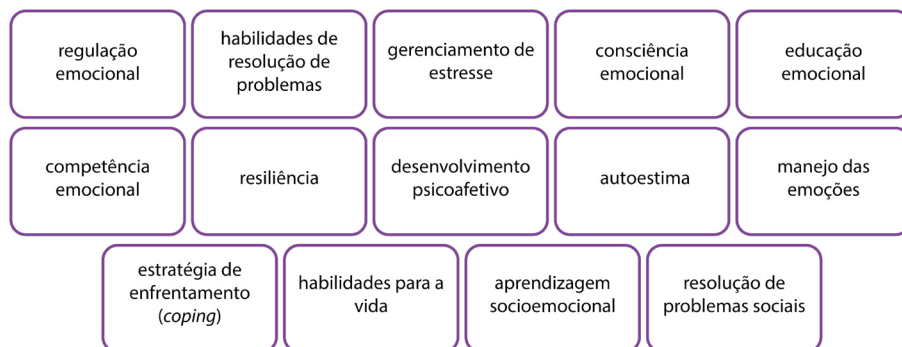 regulação
emocional
habilidades de
resolução de
problemas
gerenciamento de
estresse
consciência
emocional
educação
emocional
competência
emocional
resiliência
desenvolvimento
psicoafetivo
autoestima
manejo das
emoções
estratégia de
enfrentamento
(coping)
habilidades para a
vida
aprendizagem
socioemocional
resolução de
problemas sociais